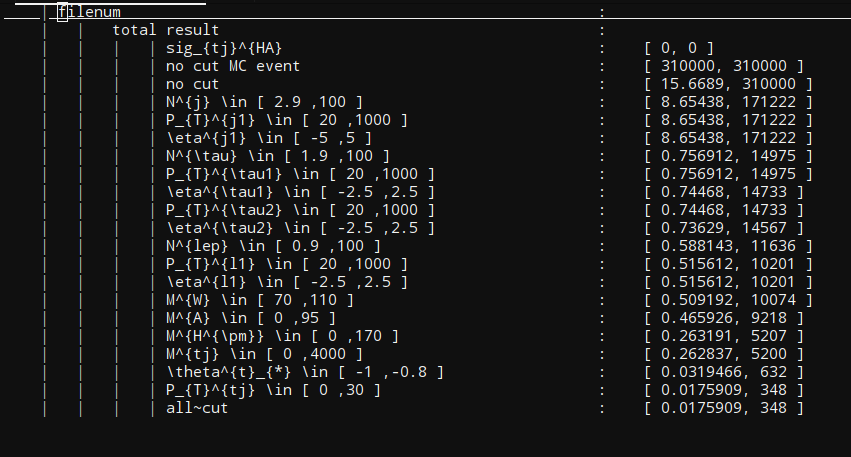 filenum :
total result :
sig_{tj}^{HA} : [ 0, 0 ]
no cut MC event : [ 310000, 310000 ]
no cut : [ 15.6689, 310000 ]
N^{j} \in [ 2.9 ,100 ] : [ 8.65438, 171222 ]
P_{T}^{j1} \in [ 20 ,1000 ] : [ 8.65438, 171222 ]
\eta^{j1} \in [ -5 ,5 ] : [ 8.65438, 171222 ]
N^{\tau} \in [ 1.9 ,100 ] : [ 0.756912, 14975 ]
P_{T}^{\tau1} \in [ 20 ,1000 ] : [ 0.756912, 14975 ]
\eta^{\tau1} \in [ -2.5 ,2.5 ] : [ 0.74468, 14733 ]
P_{T}^{\tau2} \in [ 20 ,1000 ] : [ 0.74468, 14733 ]
\eta^{\tau2} \in [ -2.5 ,2.5 ] : [ 0.73629, 14567 ]
N^{lep} \in [ 0.9 ,100 ] : [ 0.588143, 11636 ]
P_{T}^{l1} \in [ 20 ,1000 ] : [ 0.515612, 10201 ]
\eta^{l1} \in [ -2.5 ,2.5 ] : [ 0.515612, 10201 ]
M^{W} \in [ 70 ,110 ] : [ 0.509192, 10074 ]
M^{A} \in [ 0 ,95 ] : [ 0.465926, 9218 ]
M^{H^{\pm}} \in [ 0 ,170 ] : [ 0.263191, 5207 ]
M^{tj} \in [ 0 ,4000 ] : [ 0.262837, 5200 ]
\theta^{t}_{*} \in [ -1 ,-0.8 ] : [ 0.0319466, 632 ]
P_{T}^{tj} \in [ 0 ,30 ] : [ 0.0175909, 348 ]
all~cut : [ 0.0175909, 348 ]